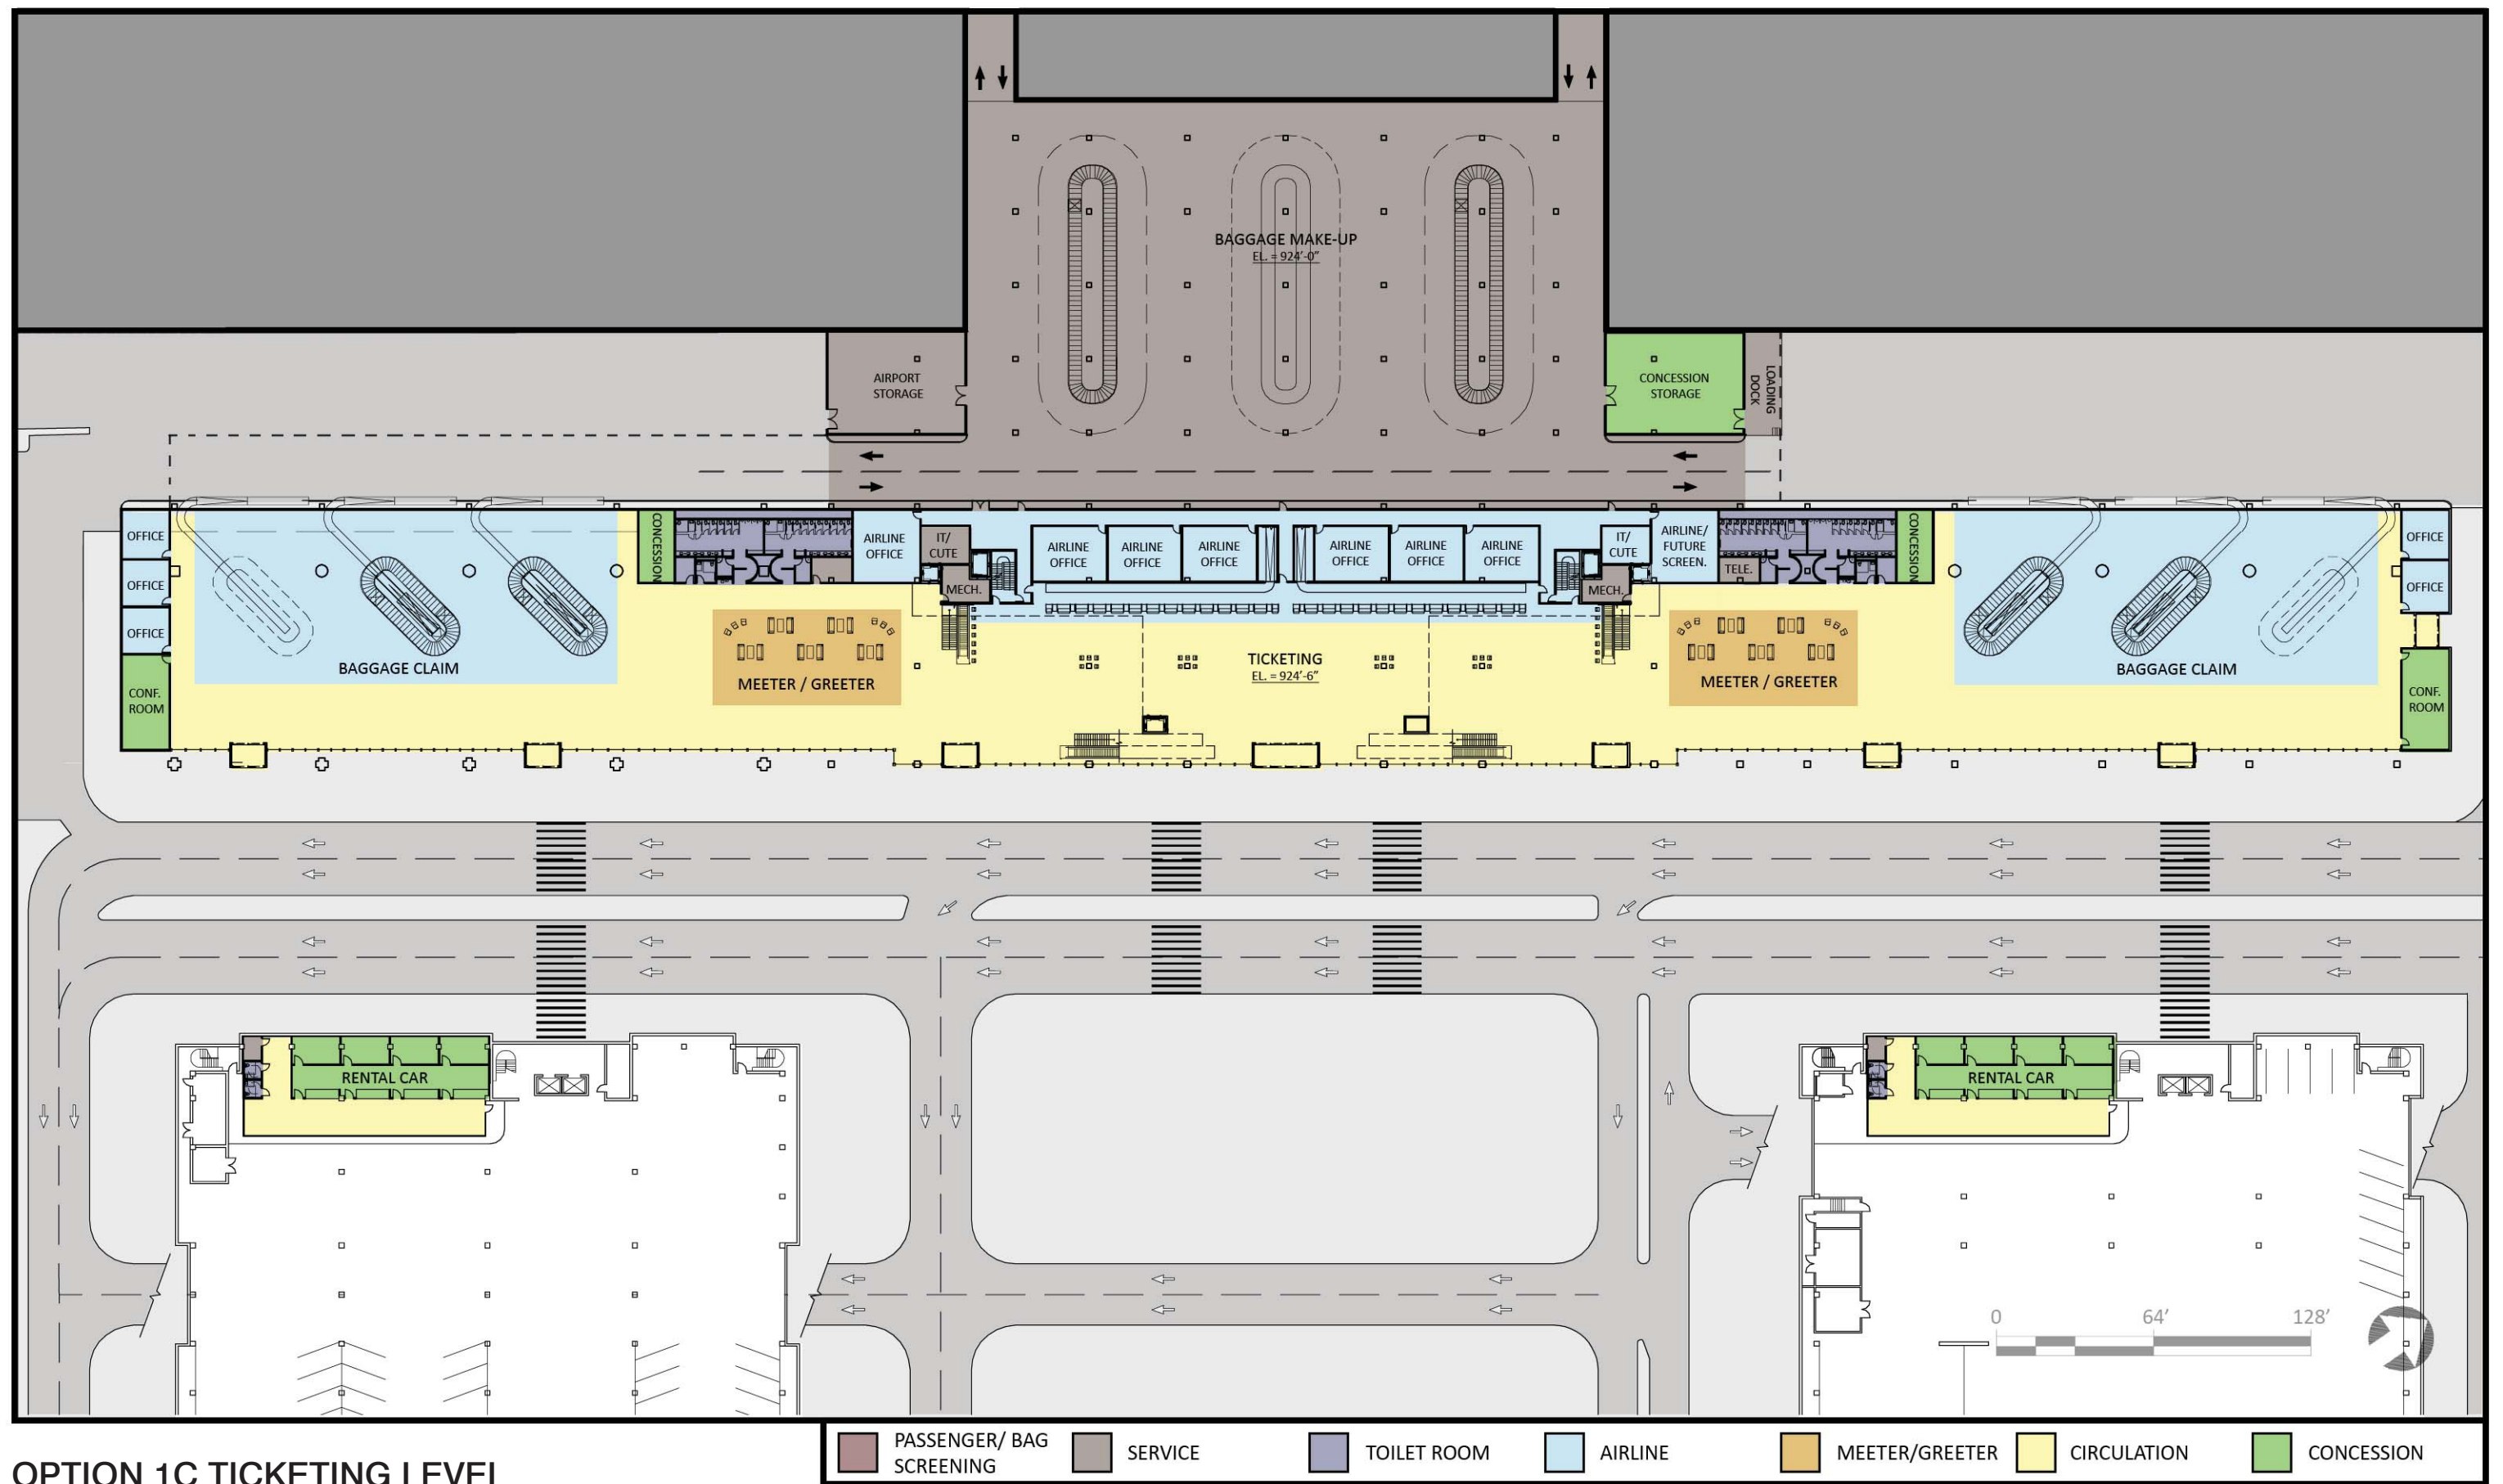 BAGGAGE MAKE-UP
EL. = 924'-0"
AIRPORT
STORAGE
CONCESSION
STORAGE
LOADING
DOCK
OFFICE
OFFICE
OFFICE
CONF.
ROOM
BAGGAGE CLAIM
CONCESSION
AIRLINE
OFFICE
IT/
CUTE
MECH.
AIRLINE
OFFICE
AIRLINE
OFFICE
AIRLINE
OFFICE
AIRLINE
OFFICE
AIRLINE
OFFICE
AIRLINE
OFFICE
IT/
CUTE
MECH.
AIRLINE/
FUTURE
SCREEN.
TELE.
CONCESSION
OFFICE
OFFICE
CONF.
ROOM
BAGGAGE CLAIM
MEETER / GREETER
TICKETING
EL. = 924'-6"
MEETER / GREETER
RENTAL CAR
RENTAL CAR
0 64' 128'
PASSENGER/ BAG
SCREENING
SERVICE
TOILET ROOM
AIRLINE
MEETER/GREETER
CIRCULATION
CONCESSION
OPTION 1C TICKETING LEVEL